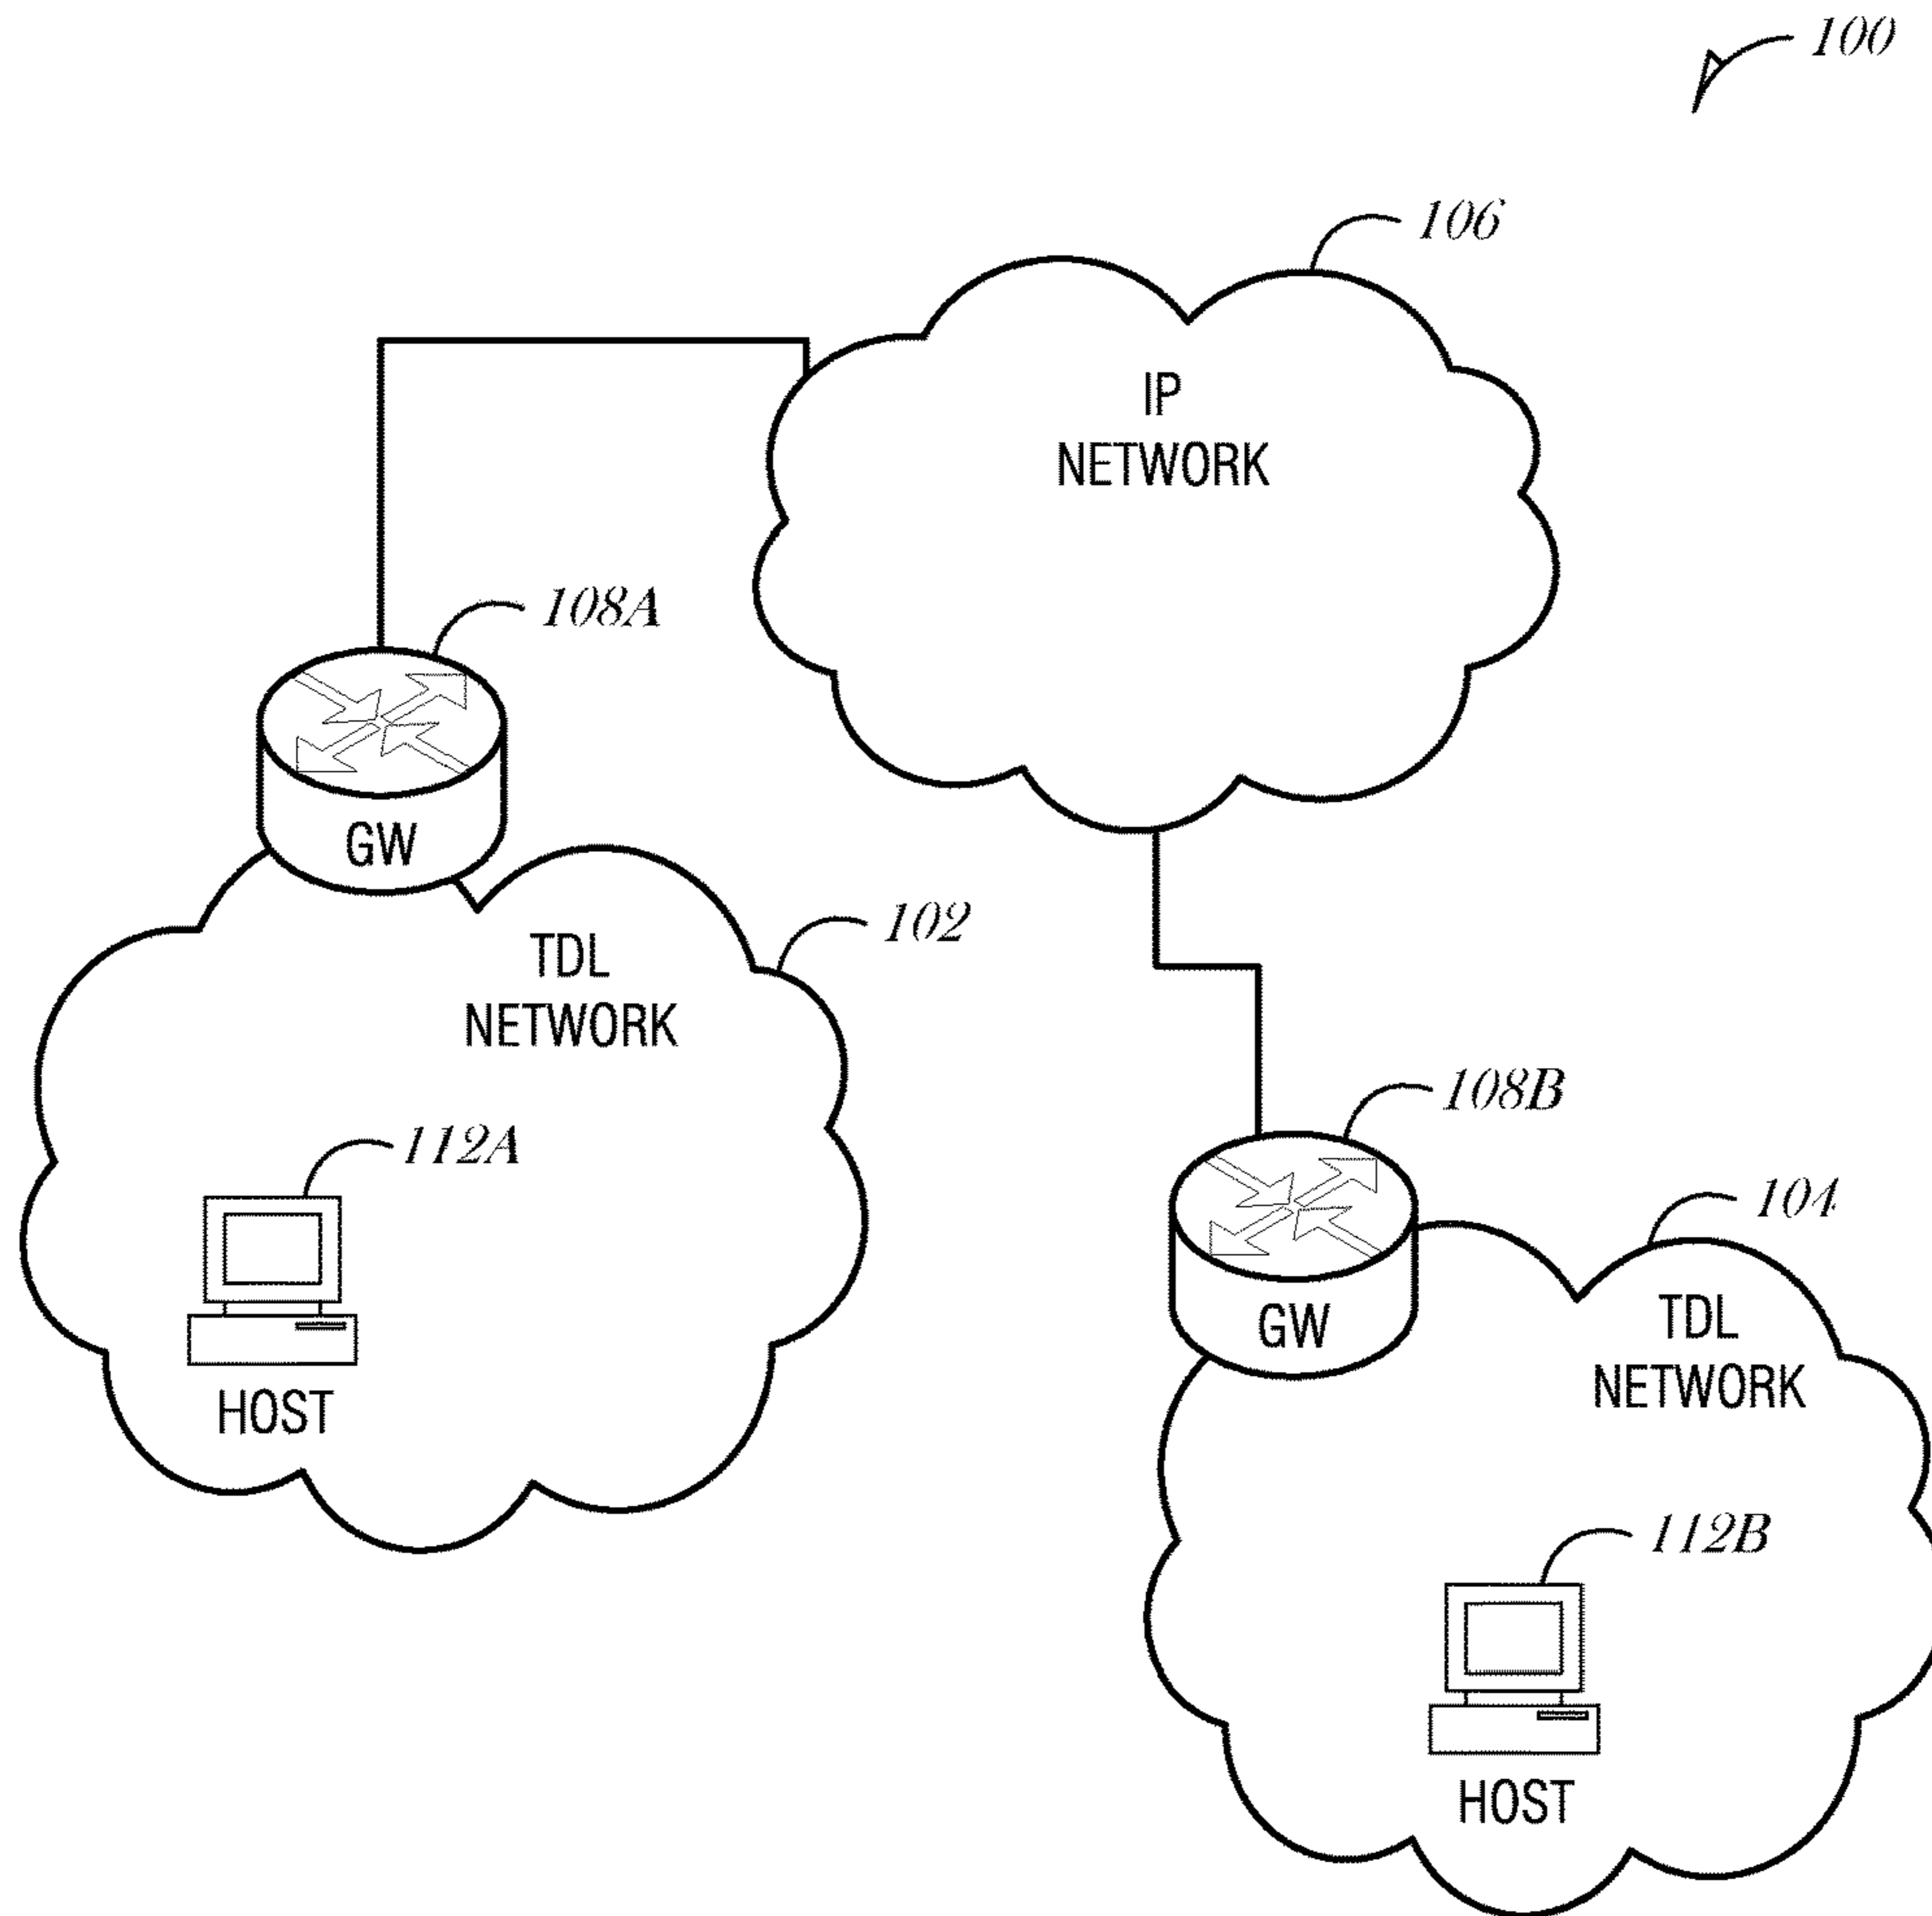 100
106
IP
NETWORK
108A
GW
102
TDL
NETWORK
108B
112A
104
GW
TDL
NETWORK
HOST
112B
HOST